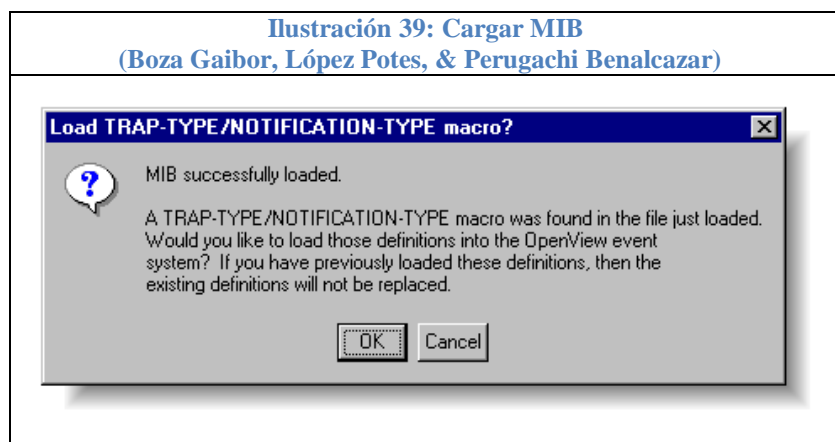 Ilustración 39: Cargar MIB
(Boza Gaibor, López Potes, & Perugachi Benalcazar)
Load TRAP-TYPE/NOTIFICATION-TYPE macro?
MIB successfully loaded.
A TRAP-TYPE/NOTIFICATION-TYPE macro was found in the file just loaded.
Would you like to load those definitions into the OpenView event
system? If you have previously loaded these definitions, then the
existing definitions will not be replaced.
OK
Cancel